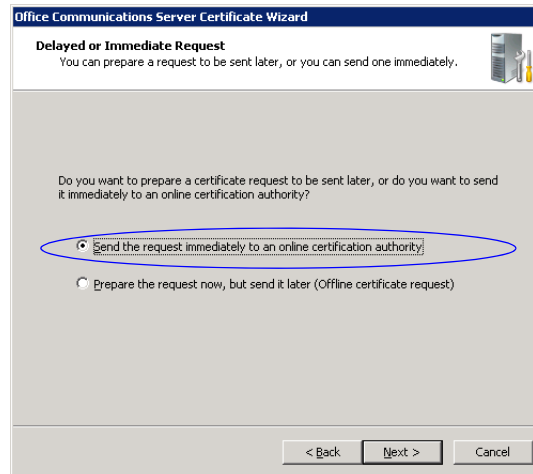 Office Communications Server Certificate Wizard
Delayed or Immediate Request
You can prepare a request to be sent later, or you can send one immediately.
Do you want to prepare a certificate request to be sent later, or do you want to send
it immediately to an online certification authority?
Send the request immediately to an online certification authority
Prepare the request now, but send it later (Offline certificate request)
< Back Next > Cancel